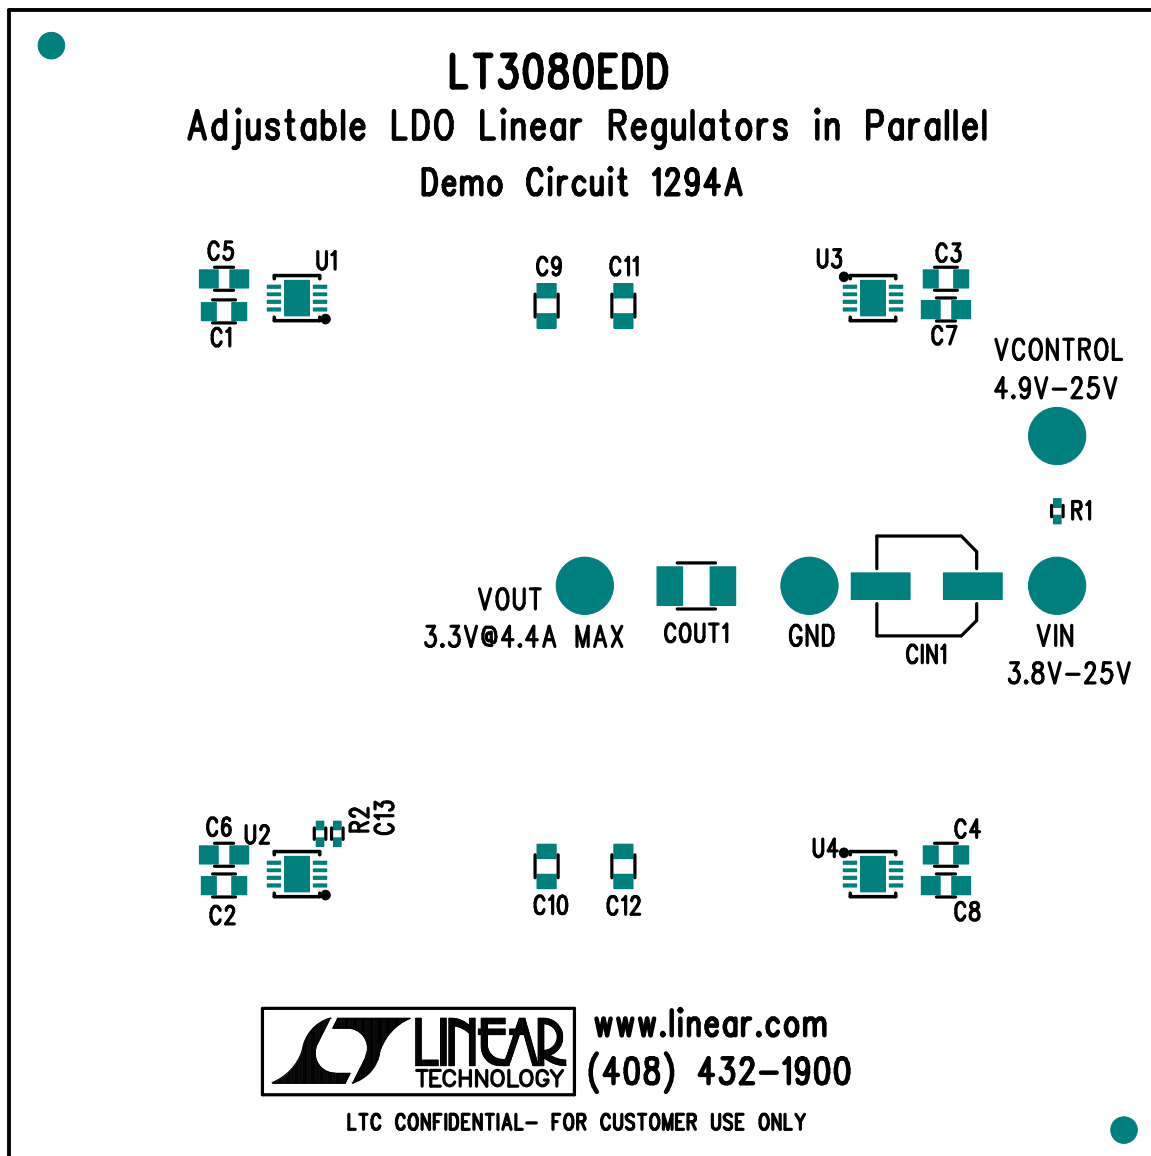 LT3080EDD
Adjustable LDO Linear Regulators in Parallel
Demo Circuit 1294A
C5
U1
C1
C9
C11
U3
C3
C7
VCONTROL
4.9V-25V
R1
VOUT
3.3V@4.4A MAX
COUT1
GND
CIN1
VIN
3.8V-25V
C6
U2
R2
C13
C2
C10
C12
U4
C4
C8
LINEAR
TECHNOLOGY
www.linear.com
(408) 432-1900
LTC CONFIDENTIAL- FOR CUSTOMER USE ONLY